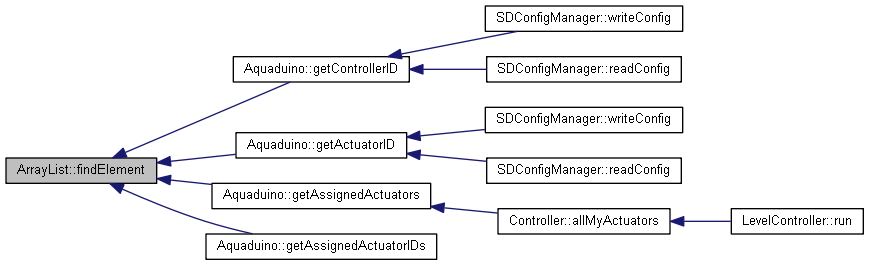 SDConfigManager::writeConfig
Aquaduino::getControllerID
SDConfigManager::readConfig
SDConfigManager::writeConfig
Aquaduino::getActuatorID
ArrayList::findElement
SDConfigManager::readConfig
Aquaduino::getAssignedActuators
Controller::allMyActuators
LevelController::run
Aquaduino::getAssignedActuatorIDs